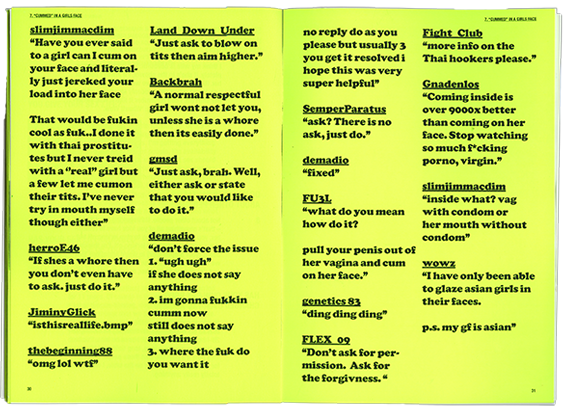 7. "CUMMED" IN A GIRLS FACE
slimjimmacdim
"Have you ever said
to a girl can I cum on
your face and literal-
ly just jereked your
load into her face
That would be fukin
cool as fuk..I done it
with thai prostitu-
tes but I never treid
with a "real" girl but
a few let me cumon
their tits. I've never
try in mouth myself
though either"
herroE46
"If shes a whore then
you don't even have
to ask. just do it."
JiminyGlick
"isthisreallife.bmp"
thebeginning88
"omg lol wtf"
30
Land_Down_Under
"Just ask to blow on
tits then aim higher."
Backbrah
"A normal respectful
girl wont not let you,
unless she is a whore
then its easily done."
gmsd
"Just ask, brah. Well,
either ask or state
that you would like
to do it."
demadio
"don't force the issue
1. "ugh ugh"
if she does not say
anything
2. im gonna fukkin
cumm now
still does not say
anything
3. where the fuk do
you want it
7. "CUMMED" IN A GIRLS FACE
no reply do as you
please but usually 3
you get it resolved i
hope this was very
super helpful"
SemperParatus
"ask? There is no
ask, just do."
demadio
"fixed"
FU3L
"what do you mean
how do it?
pull your penis out of
her vagina and cum
on her face."
genetics 83
"ding ding ding"
FLEX_09
"Don't ask for per-
mission. Ask for
the forgivness. "
Fight_Club
"more info on the
Thai hookers please."
Gnadenlos
"Coming inside is
over 9000x better
than coming on her
face. Stop watching
so much f*cking
porno, virgin."
slimjimmacdim
"inside what? vag
with condom or
her mouth without
condom"
wowz
"I have only been able
to glaze asian girls in
their faces.
p.s. my gf is asian"
31